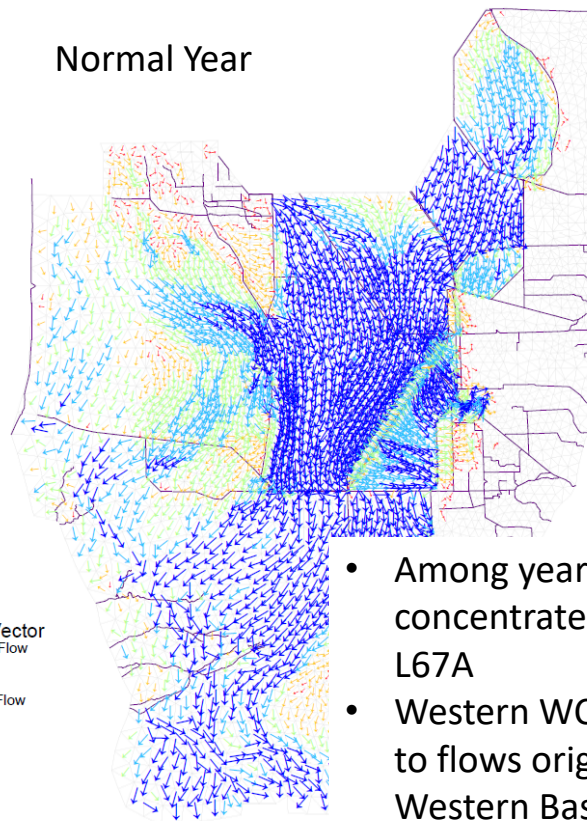 Normal Year
Vector
Flow
Flow
• Among year
concentrate
L67A
• Western WC
to flows orig
Western Bas